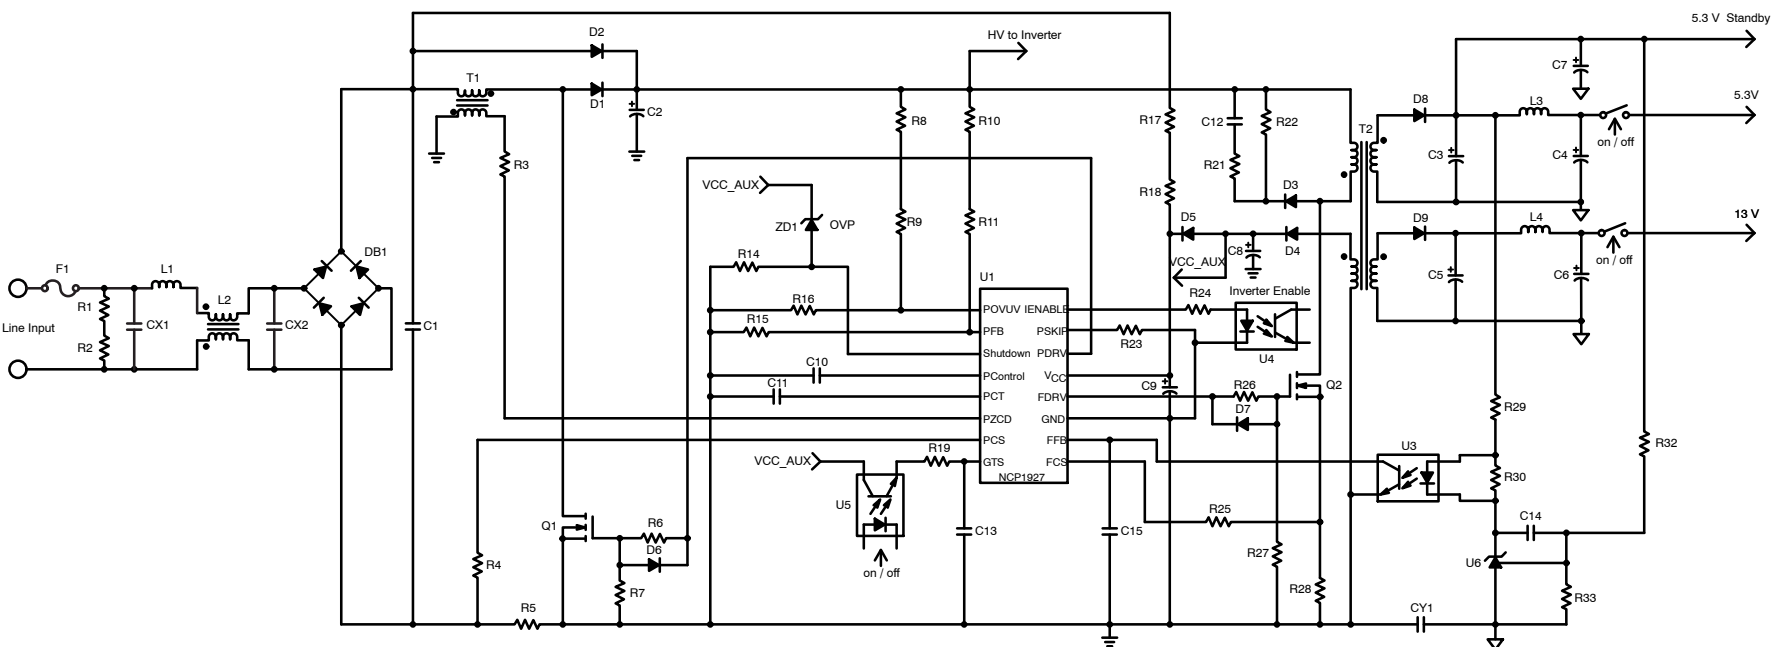 5.3 V Standby
D2
HV to Inverter
C7
T1
D1
C2
R8
R10
R17
C12
R22
D8
L3
5.3V
T2
R3
R21
C3
C4
on / off
VCC_AUX
R18
D3
ZD1
OVP
R9
R11
D5
D9
L4
13 V
R14
C8
D4
VCC_AUX
C5
C6
on / off
F1
L1
DB1
U1
Inverter Enable
R1
L2
R16
R24
POVUV
IENABLE
Line Input
CX1
CX2
C1
R15
PFB
PSKIP
R2
R23
Shutdown
PDRV
U4
C10
PControl
VCC
C11
C9
R26
Q2
PCT
FDRV
D7
R29
PZCD
GND
PCS
FFB
U3
R32
VCC_AUX
R19
GTS
FCS
NCP1927
R30
U5
R25
C14
Q1
R6
C13
C15
D6
R27
U6
R4
on / off
R7
R28
R33
R5
CY1